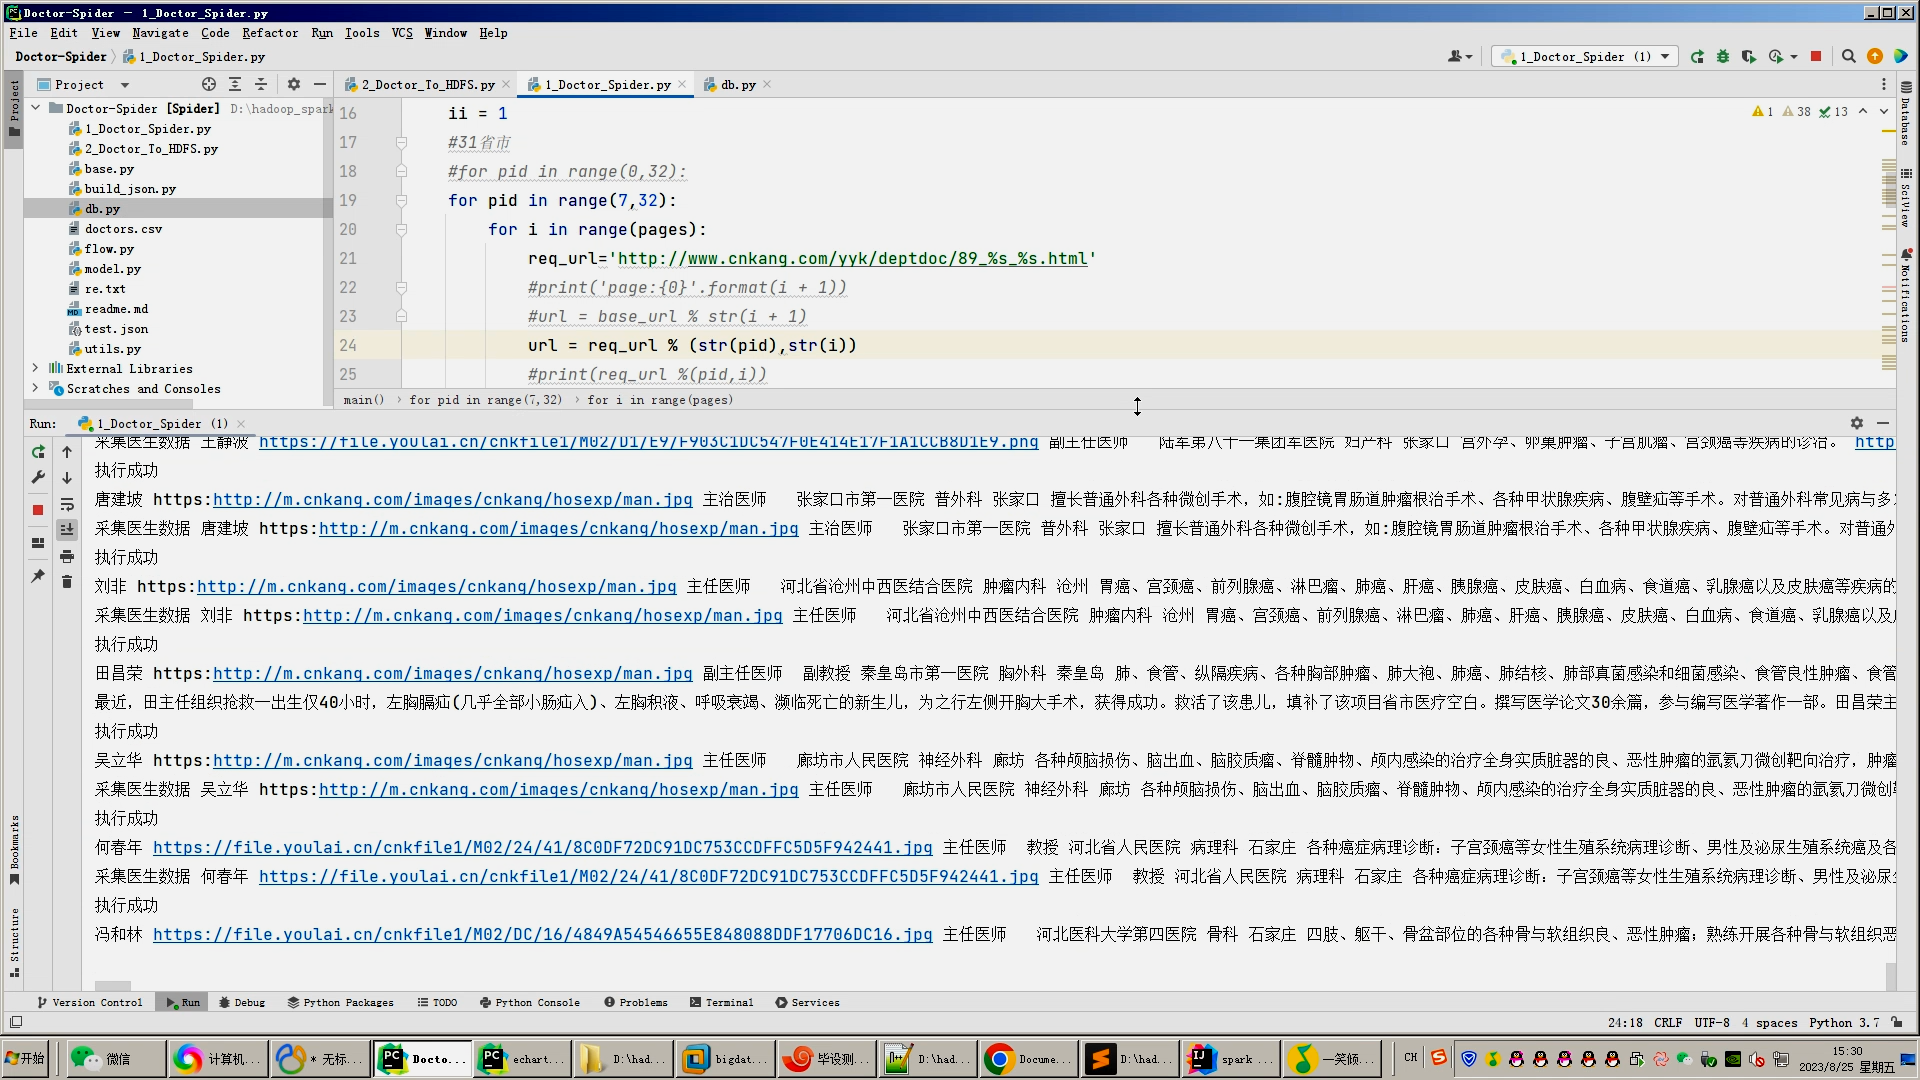 Doctor-Spider - 1_Doctor_Spider.py
File Edit View Navigate Code Refactor Run Tools VCS Window Help
Doctor-Spider 1_Doctor_Spider.py
1_Doctor_Spider (1)
Project
2_Doctor_To_HDFS.py 1_Doctor_Spider.py db.py
Doctor-Spider [Spider] D:\hadoop_spark
1_Doctor_Spider.py
2_Doctor_To_HDFS.py
base.py
build_json.py
db.py
doctors.csv
flow.py
model.py
re.txt
readme.md
test.json
utils.py
External Libraries
Scratches and Consoles
Project
1 38 13
16 ii = 1
17 #31省市
18 #for pid in range(0,32):
19 for pid in range(7,32):
20 for i in range(pages):
21 req_url='http://www.cnkang.com/yyk/deptdoc/89_%s_%s.html'
22 #print('page:{0}'.format(i + 1))
23 #url = base_url % str(i + 1)
24 url = req_url % (str(pid),str(i))
25 #print(req_url %(pid,i))
main() for pid in range(7,32) for i in range(pages)
Database
SciView
Notifications
Run: 1_Doctor_Spider (1)
采集医生数据 王静波 https://file.youlai.cn/cnkfile1/M02/D1/E9/F903C1DC547F0E414E17F1A1CCB8D1E9.png 副主任医师 陆军第八十一集团军医院 妇产科 张家口 宫外孕、卵巢肿瘤、子宫肌瘤、宫颈癌等疾病的诊治。 http
执行成功
唐建坡 https:http://m.cnkang.com/images/cnkang/hosexp/man.jpg 主治医师 张家口市第一医院 普外科 张家口 擅长普通外科各种微创手术，如:腹腔镜胃肠道肿瘤根治手术、各种甲状腺疾病、腹壁疝等手术。对普通外科常见病与多
采集医生数据 唐建坡 https:http://m.cnkang.com/images/cnkang/hosexp/man.jpg 主治医师 张家口市第一医院 普外科 张家口 擅长普通外科各种微创手术，如:腹腔镜胃肠道肿瘤根治手术、各种甲状腺疾病、腹壁疝等手术。对普通外
执行成功
刘非 https:http://m.cnkang.com/images/cnkang/hosexp/man.jpg 主任医师 河北省沧州中西医结合医院 肿瘤内科 沧州 胃癌、宫颈癌、前列腺癌、淋巴瘤、肺癌、肝癌、胰腺癌、皮肤癌、白血病、食道癌、乳腺癌以及皮肤癌等疾病的
采集医生数据 刘非 https:http://m.cnkang.com/images/cnkang/hosexp/man.jpg 主任医师 河北省沧州中西医结合医院 肿瘤内科 沧州 胃癌、宫颈癌、前列腺癌、淋巴瘤、肺癌、肝癌、胰腺癌、皮肤癌、白血病、食道癌、乳腺癌以及
执行成功
田昌荣 https:http://m.cnkang.com/images/cnkang/hosexp/man.jpg 副主任医师 副教授 秦皇岛市第一医院 胸外科 秦皇岛 肺、食管、纵隔疾病、各种胸部肿瘤、肺大袍、肺癌、肺结核、肺部真菌感染和细菌感染、食管良性肿瘤、食管
最近，田主任组织抢救一出生仅40小时，左胸膈疝(几乎全部小肠疝入)、左胸积液、呼吸衰竭、濒临死亡的新生儿，为之行左侧开胸大手术，获得成功。救活了该患儿，填补了该项目省市医疗空白。撰写医学论文30余篇，参与编写医学著作一部。田昌荣主
执行成功
吴立华 https:http://m.cnkang.com/images/cnkang/hosexp/man.jpg 主任医师 廊坊市人民医院 神经外科 廊坊 各种颅脑损伤、脑出血、脑胶质瘤、脊髓肿物、颅内感染的治疗全身实质脏器的良、恶性肿瘤的氩氦刀微创靶向治疗，肿瘤
采集医生数据 吴立华 https:http://m.cnkang.com/images/cnkang/hosexp/man.jpg 主任医师 廊坊市人民医院 神经外科 廊坊 各种颅脑损伤、脑出血、脑胶质瘤、脊髓肿物、颅内感染的治疗全身实质脏器的良、恶性肿瘤的氩氦刀微创
执行成功
何春年 https://file.youlai.cn/cnkfile1/M02/24/41/8C0DF72DC91DC753CCDFFC5D5F942441.jpg 主任医师 教授 河北省人民医院 病理科 石家庄 各种癌症病理诊断：子宫颈癌等女性生殖系统病理诊断、男性及泌尿生殖系统癌及各
采集医生数据 何春年 https://file.youlai.cn/cnkfile1/M02/24/41/8C0DF72DC91DC753CCDFFC5D5F942441.jpg 主任医师 教授 河北省人民医院 病理科 石家庄 各种癌症病理诊断：子宫颈癌等女性生殖系统病理诊断、男性及泌尿
执行成功
冯和林 https://file.youlai.cn/cnkfile1/M02/DC/16/4849A54546655E848088DDF17706DC16.jpg 主任医师 河北医科大学第四医院 骨科 石家庄 四肢、躯干、骨盆部位的各种骨与软组织良、恶性肿瘤；熟练开展各种骨与软组织恶
Bookmarks
Structure
Version Control Run Debug Python Packages TODO Python Console Problems Terminal Services
24:18 CRLF UTF-8 4 spaces Python 3.7
开始 微信 计算机... * 无标... Docto... echart... D:\had... bigdat... 毕设测... D:\had... Docume... D:\had... spark ... 一笑倾... CH 15:30
2023/8/25 星期五